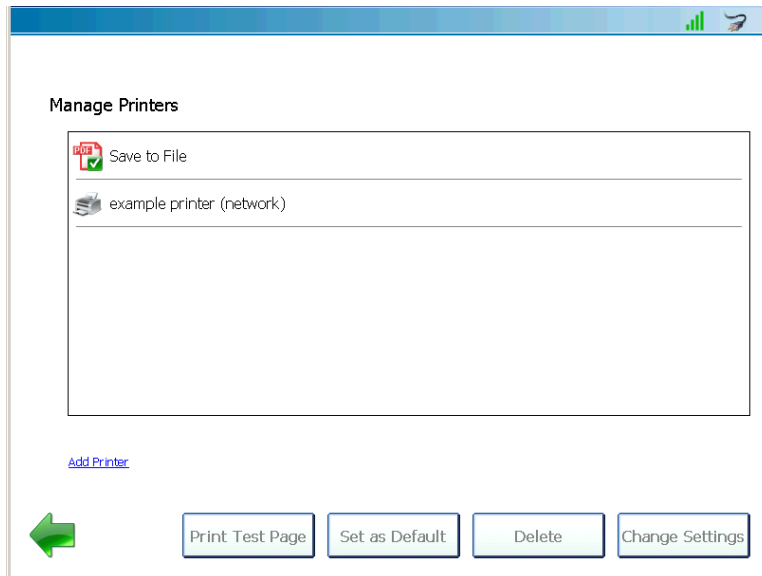 Manage Printers
PDF
Save to File
example printer (network)
Add Printer
Print Test Page
Set as Default
Delete
Change Settings